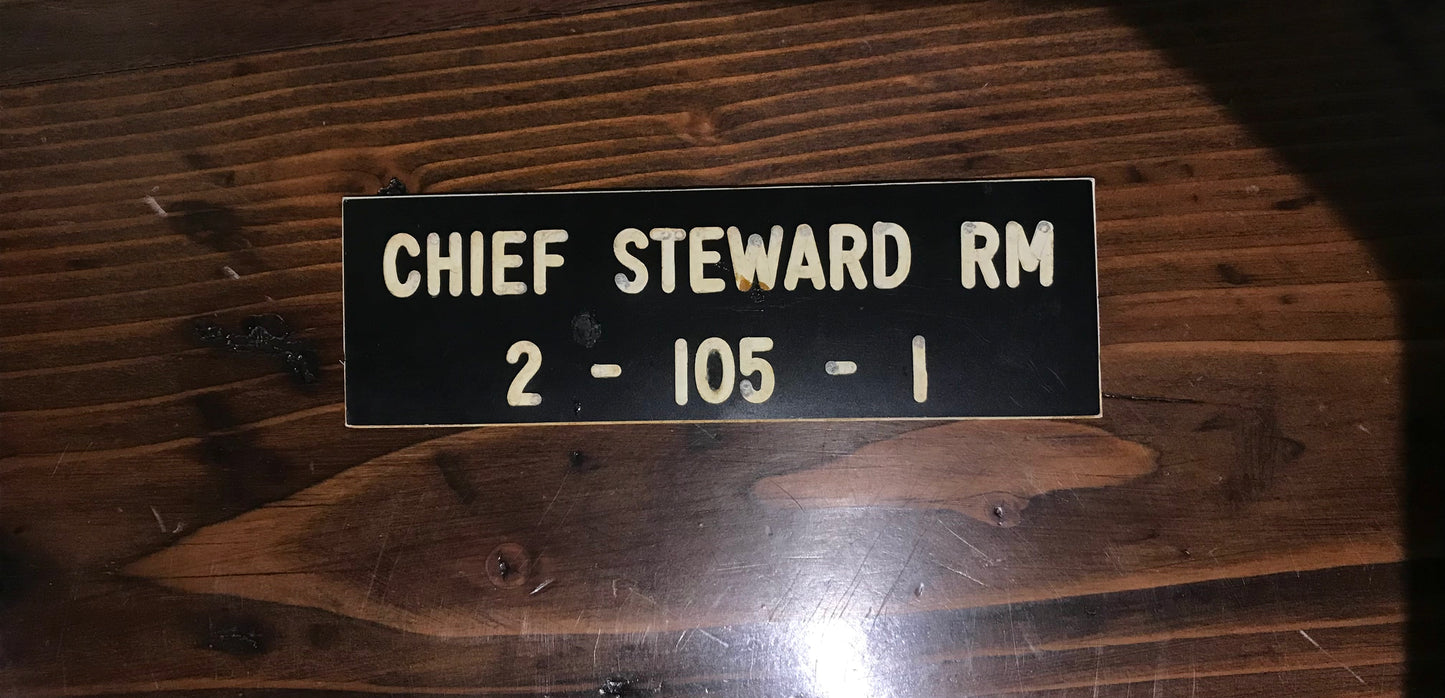 CHIEF STEWARD RM
2 - 105 - 1